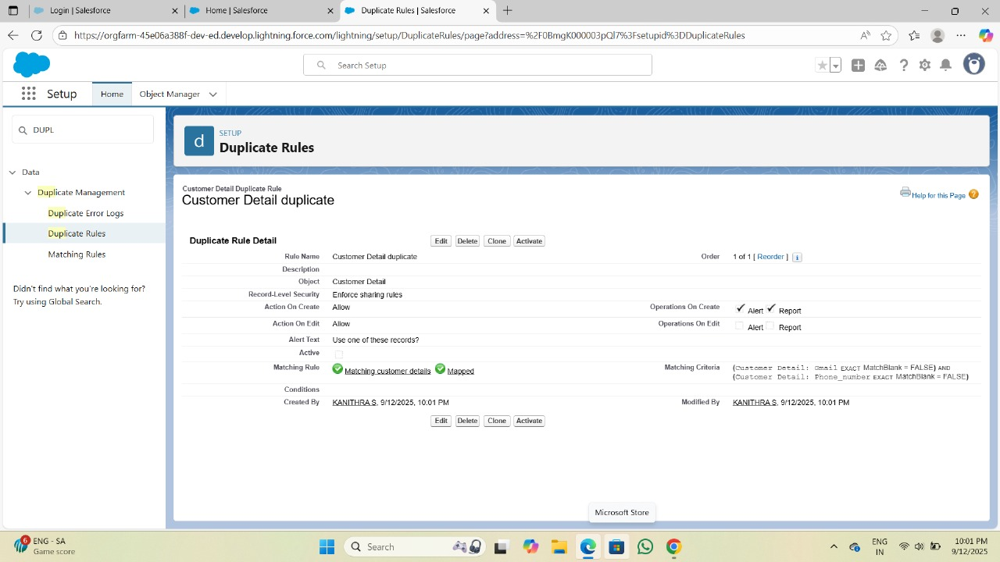 Login | Salesforce
Home | Salesforce
Duplicate Rules | Salesforce
https://orgfarm-45e06a388f-dev-ed.develop.lightning.force.com/lightning/setup/DuplicateRules/page?address=%2F0BmgK000003pQl7%3Fsetupid%3DDuplicateRules
Search Setup
Setup
Home
Object Manager
DUPL
Data
Duplicate Management
Duplicate Error Logs
Duplicate Rules
Matching Rules
Didn't find what you're looking for?
Try using Global Search.
d
SETUP
Duplicate Rules
Customer Detail Duplicate Rule
Customer Detail duplicate
Help for this Page
Duplicate Rule Detail
Edit Delete Clone Activate
Rule Name Customer Detail duplicate Order 1 of 1 [ Reorder ] i
Description
Object Customer Detail
Record-Level Security Enforce sharing rules
Action On Create Allow Operations On Create Alert Report
Action On Edit Allow Operations On Edit Alert Report
Alert Text Use one of these records?
Active
Matching Rule Matching customer details Mapped Matching Criteria (Customer Detail: Gmail EXACT MatchBlank = FALSE) AND
(Customer Detail: Phone_number EXACT MatchBlank = FALSE)
Conditions
Created By KANITHRA S, 9/12/2025, 10:01 PM Modified By KANITHRA S, 9/12/2025, 10:01 PM
Edit Delete Clone Activate
Microsoft Store
6
ENG - SA
Game score
Search
ENG
IN
10:01 PM
9/12/2025